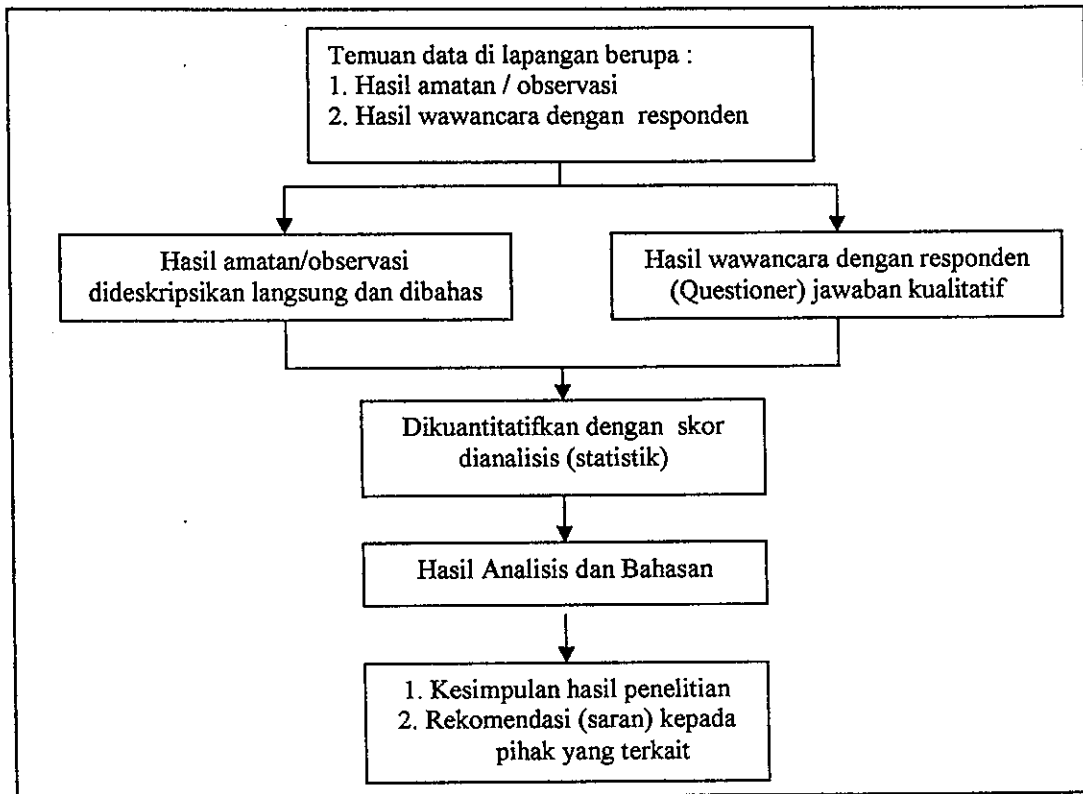 Temuan data di lapangan berupa :
1. Hasil amatan / observasi
2. Hasil wawancara dengan responden
Hasil amatan/observasi
dideskripsikan langsung dan dibahas
Hasil wawancara dengan responden
(Questioner) jawaban kualitatif
Dikuantitatifkan dengan skor
dianalisis (statistik)
Hasil Analisis dan Bahasan
1. Kesimpulan hasil penelitian
2. Rekomendasi (saran) kepada
pihak yang terkait